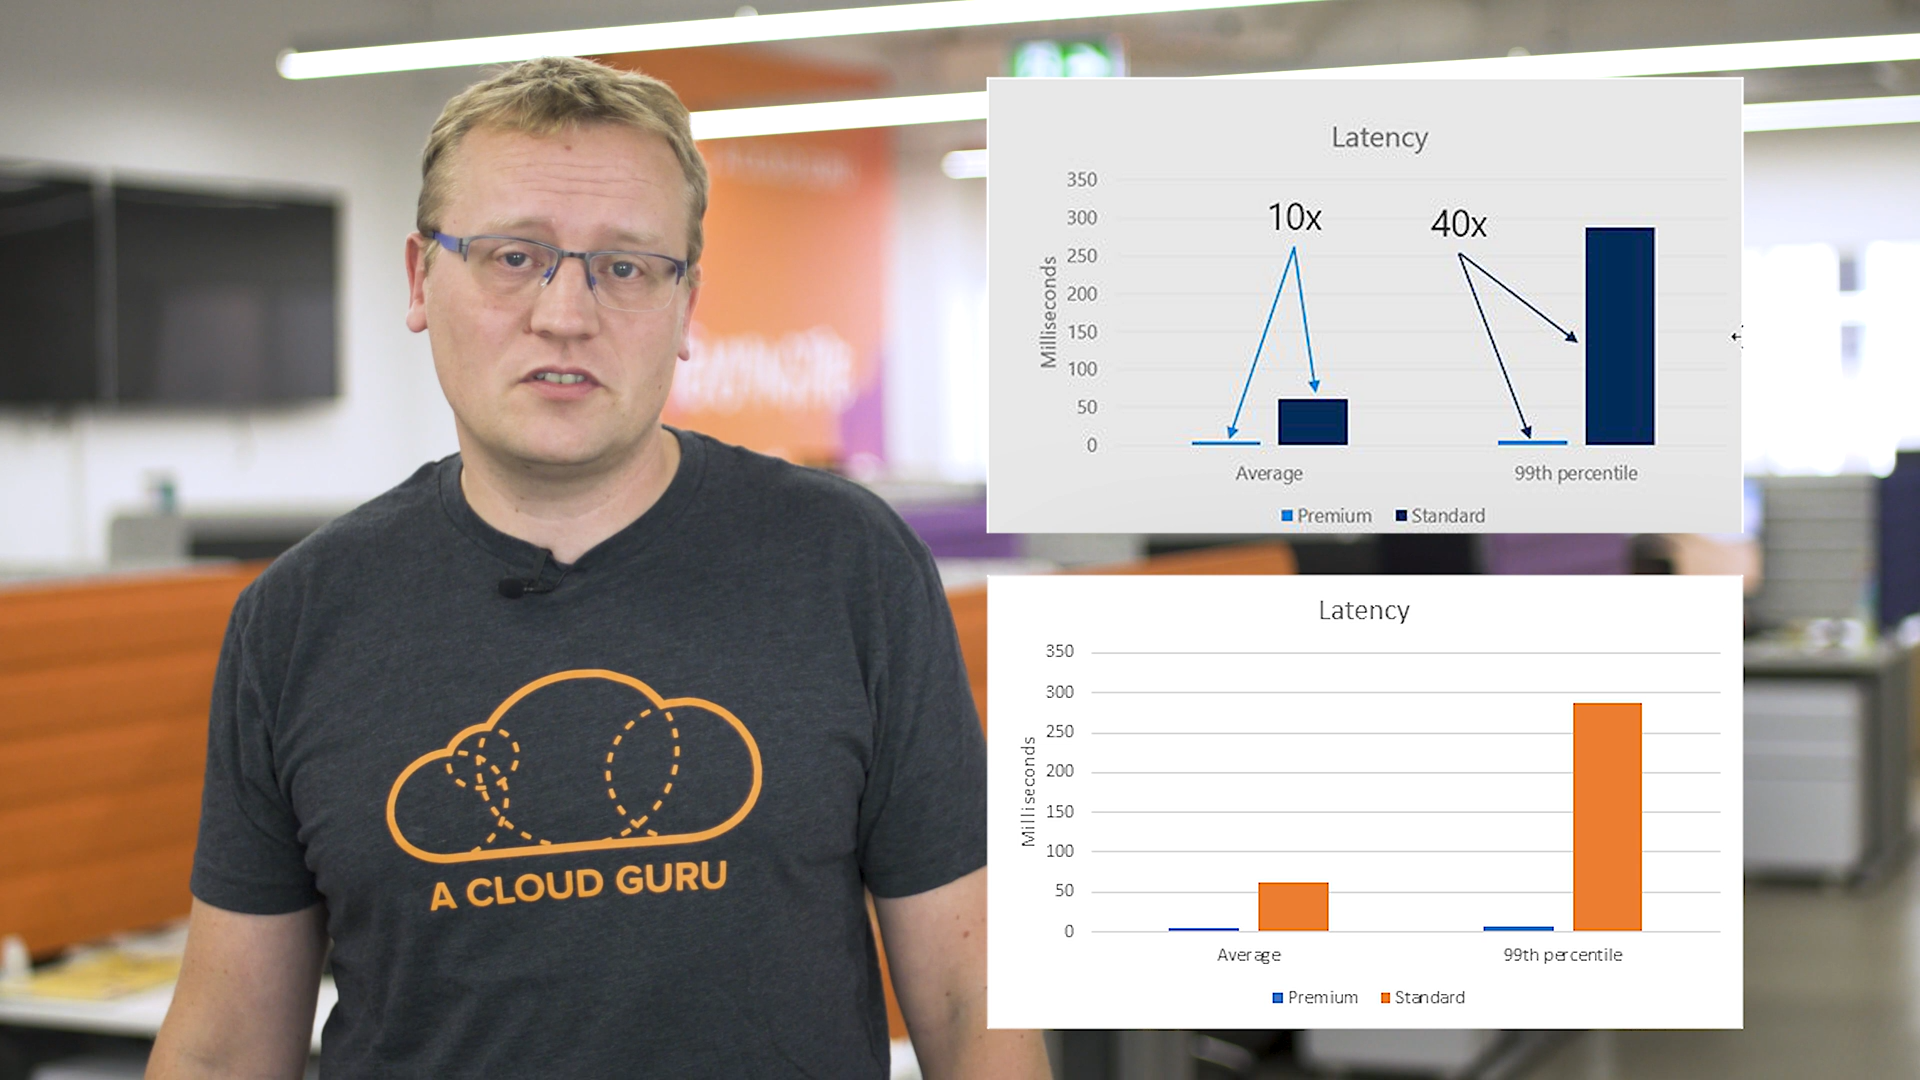 Latency
350
300
250
200
150
100
50
0
Milliseconds
10x
40x
Average
99th percentile
Premium
Standard
Latency
350
300
250
200
150
100
50
0
Milliseconds
Average
99th percentile
Premium
Standard
A CLOUD GURU